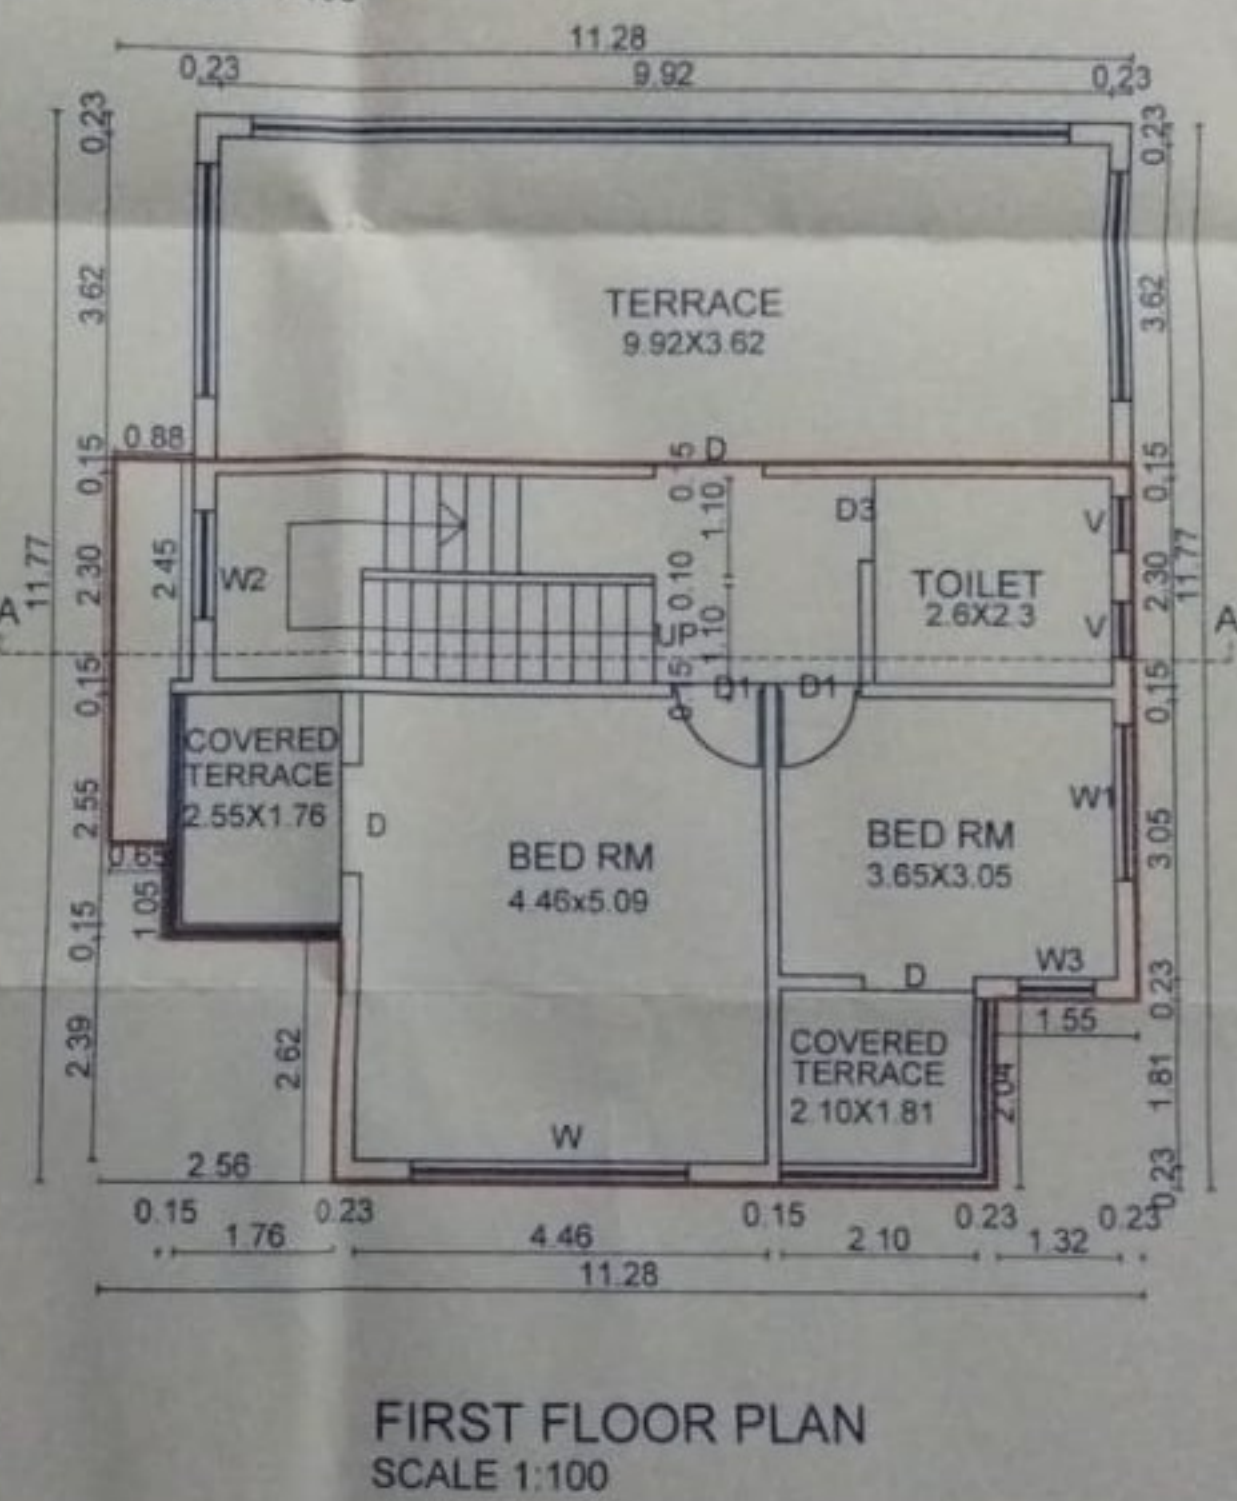 11.28
0,23 9.92 0,23
0,23 0,23
3.62 3.62
TERRACE
9.92X3.62
0.88
0,15 0.15 D 0,15
1.10
D3
V
11.77 2.30 2.45 W2 0.10 TOILET 2.30 11.77
2.6X2.3
A UP 1.10 V A
0,15 0,15 D1 D1 0,15
COVERED
TERRACE
2.55X1.76
2.55 D W1
BED RM
4.46x5.09
BED RM
3.65X3.05
3.05
0.65
1.05
0,15
D W3 0,23
1.55
2.39 2.62
COVERED
TERRACE
2.10X1.81
2.04 1.81
W
2.56 0,23
0.15 0.23 0.15 0.23 0.23
1.76 4.46 2.10 1.32
11.28
FIRST FLOOR PLAN
SCALE 1:100